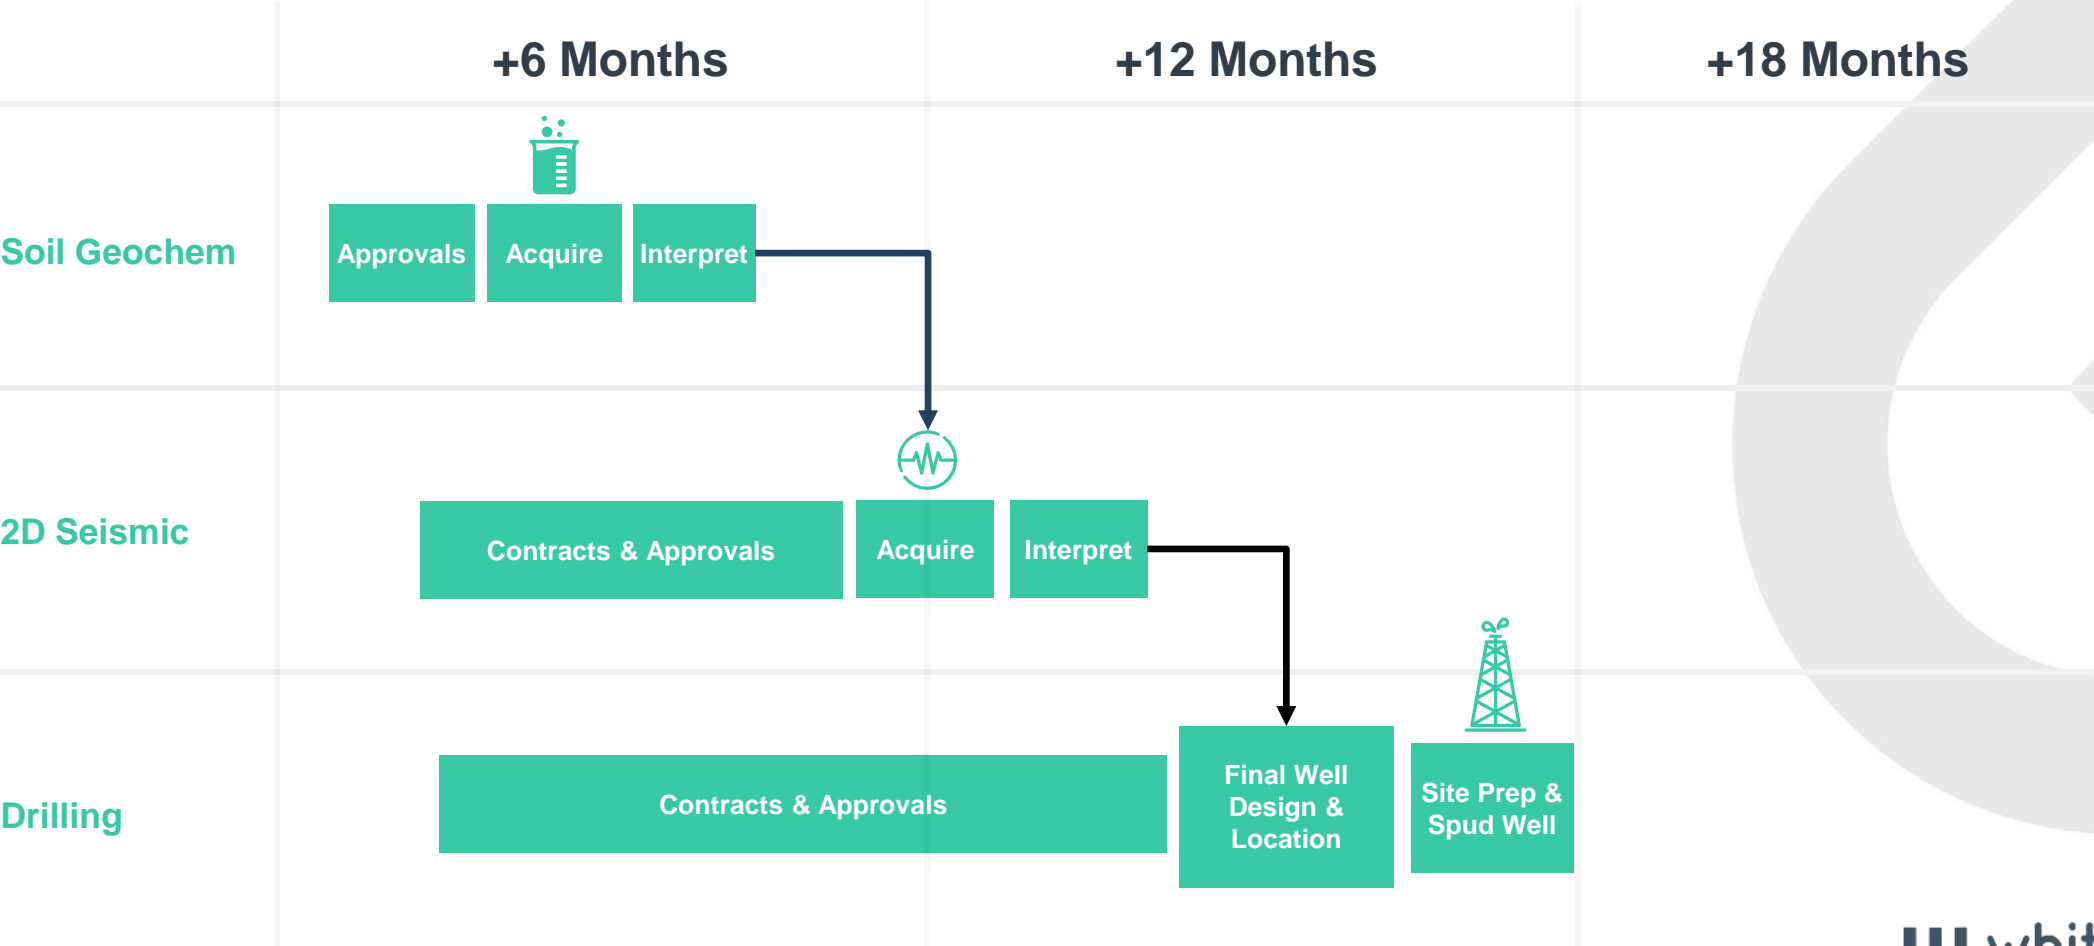 +6 Months
+12 Months
+18 Months
Soil Geochem
Approvals
Acquire
Interpret
2D Seismic
Contracts & Approvals
Acquire
Interpret
Drilling
Contracts & Approvals
Final Well
Design &
Location
Site Prep &
Spud Well